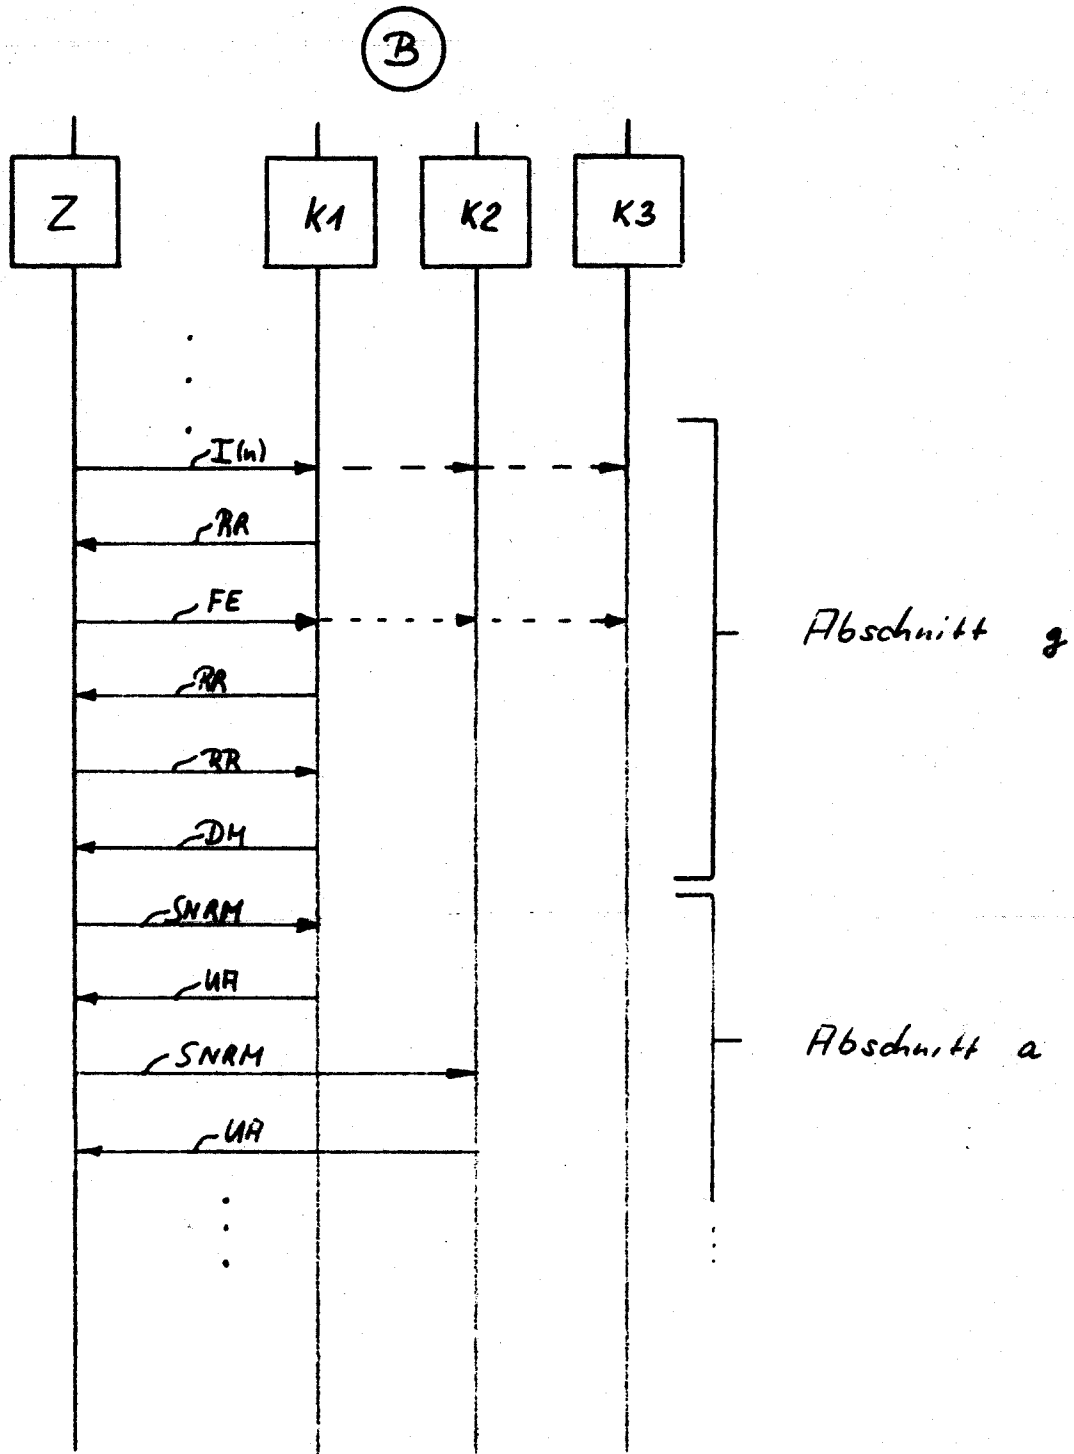 B
Z K1 K2 K3
I(n)
RR
FE
RR
RR
DM
SNRM
UA
SNRM
UA
Abschnitt g
Abschnitt a